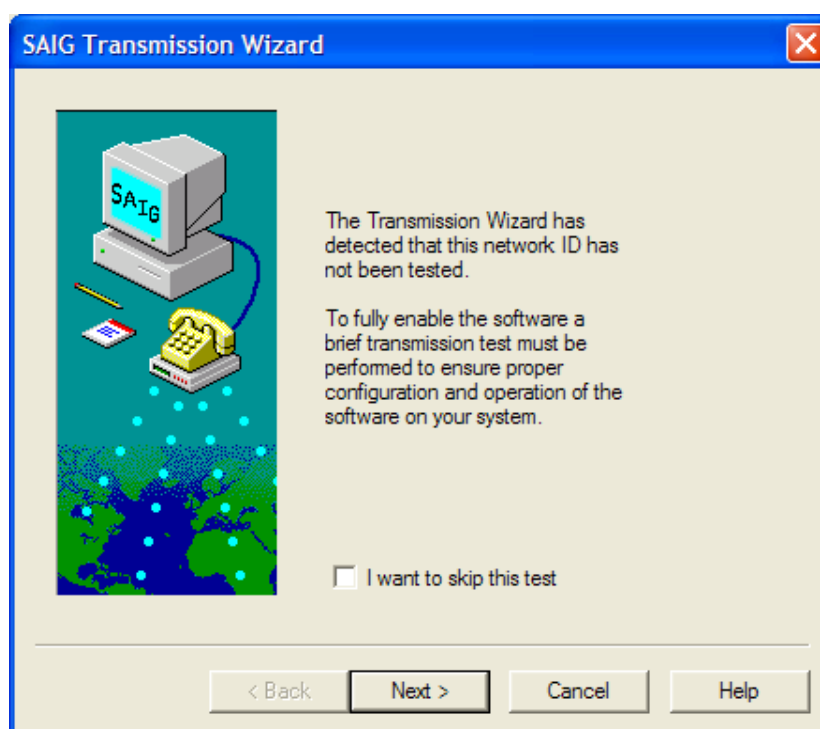 SAIG Transmission Wizard
SAIG
The Transmission Wizard has
detected that this network ID has
not been tested.
To fully enable the software a
brief transmission test must be
performed to ensure proper
configuration and operation of the
software on your system.
I want to skip this test
< Back Next > Cancel Help